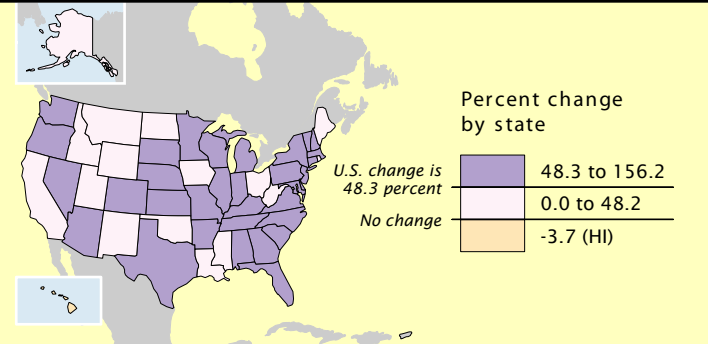 Percent change
by state
U.S. change is
48.3 percent
48.3 to 156.2
0.0 to 48.2
No change
-3.7 (HI)